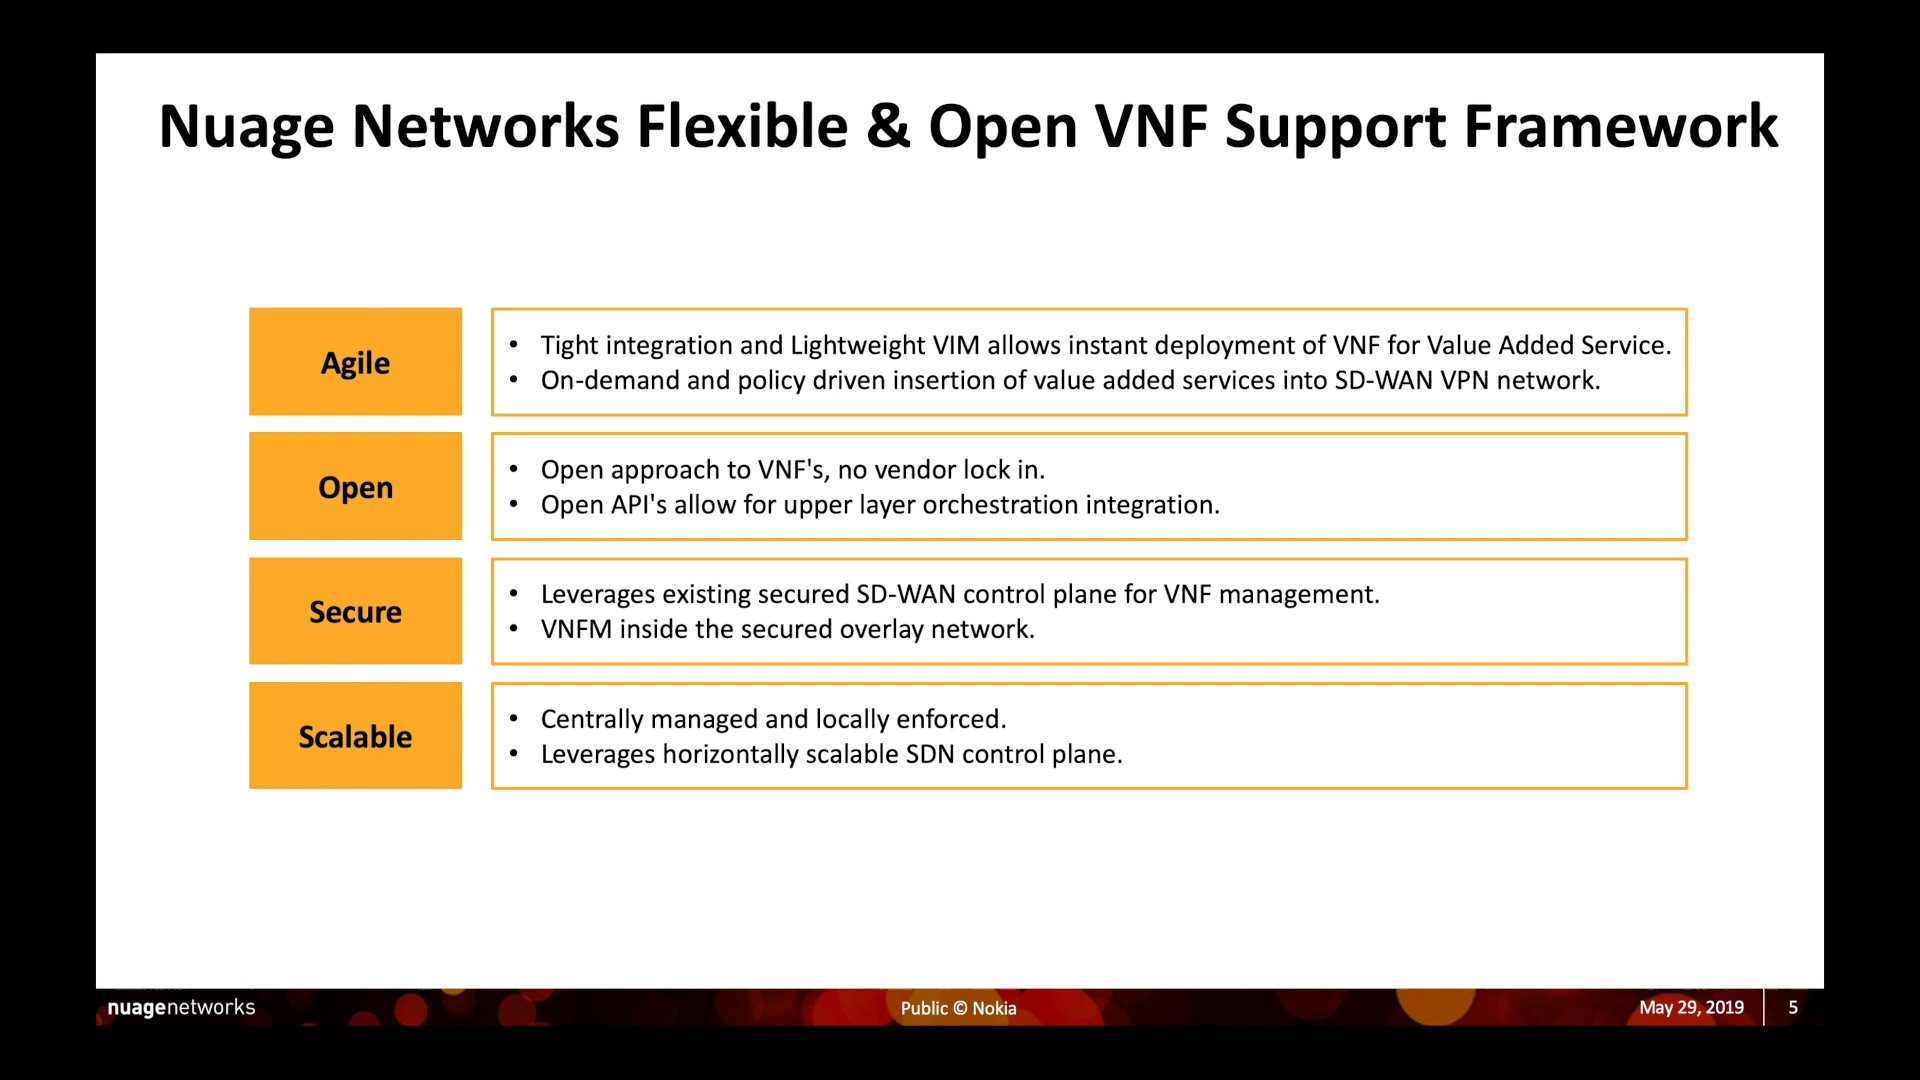 Nuage Networks Flexible & Open VNF Support Framework
Agile
• Tight integration and Lightweight VIM allows instant deployment of VNF for Value Added Service.
• On-demand and policy driven insertion of value added services into SD-WAN VPN network.
Open
• Open approach to VNF's, no vendor lock in.
• Open API's allow for upper layer orchestration integration.
Secure
• Leverages existing secured SD-WAN control plane for VNF management.
• VNFM inside the secured overlay network.
Scalable
• Centrally managed and locally enforced.
• Leverages horizontally scalable SDN control plane.
nuagenetworks
Public © Nokia
May 29, 2019
5